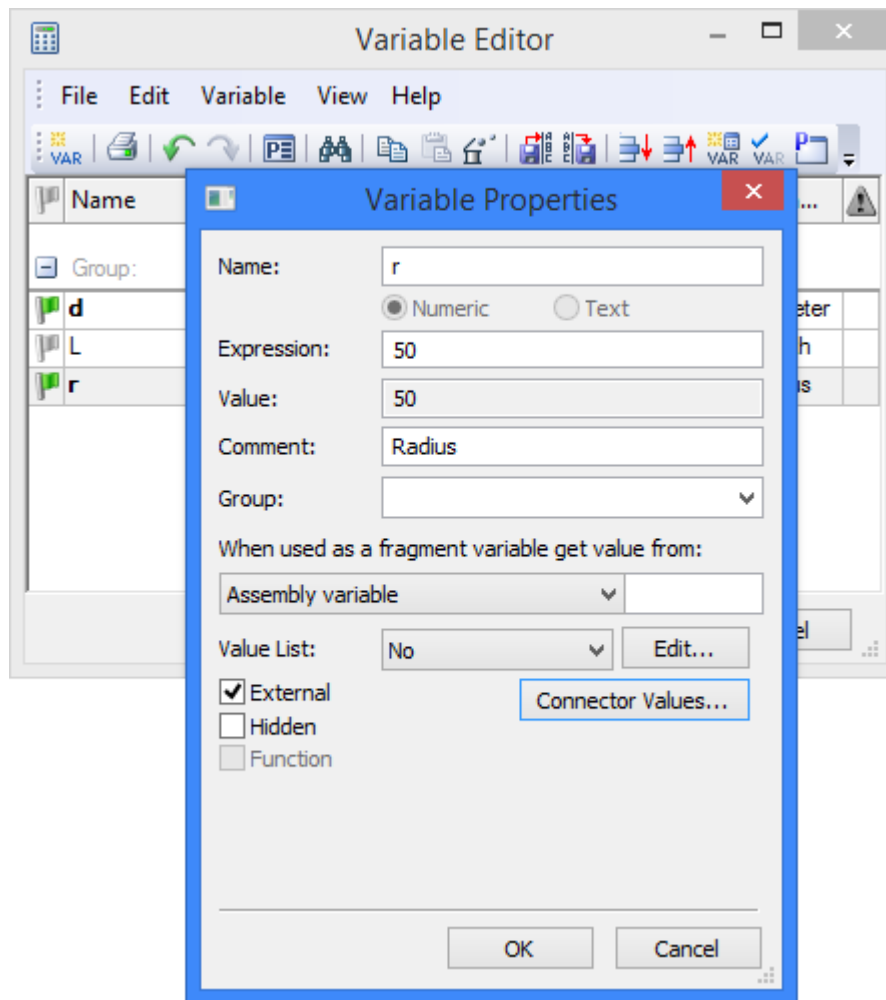 Variable Editor
File Edit Variable View Help
VAR PE VAR VAR P
Name ...
Group:
d eter
L h
r us
el
Variable Properties
Name: r
Numeric Text
Expression: 50
Value: 50
Comment: Radius
Group:
When used as a fragment variable get value from:
Assembly variable
Value List: No Edit...
External Connector Values...
Hidden
Function
OK Cancel